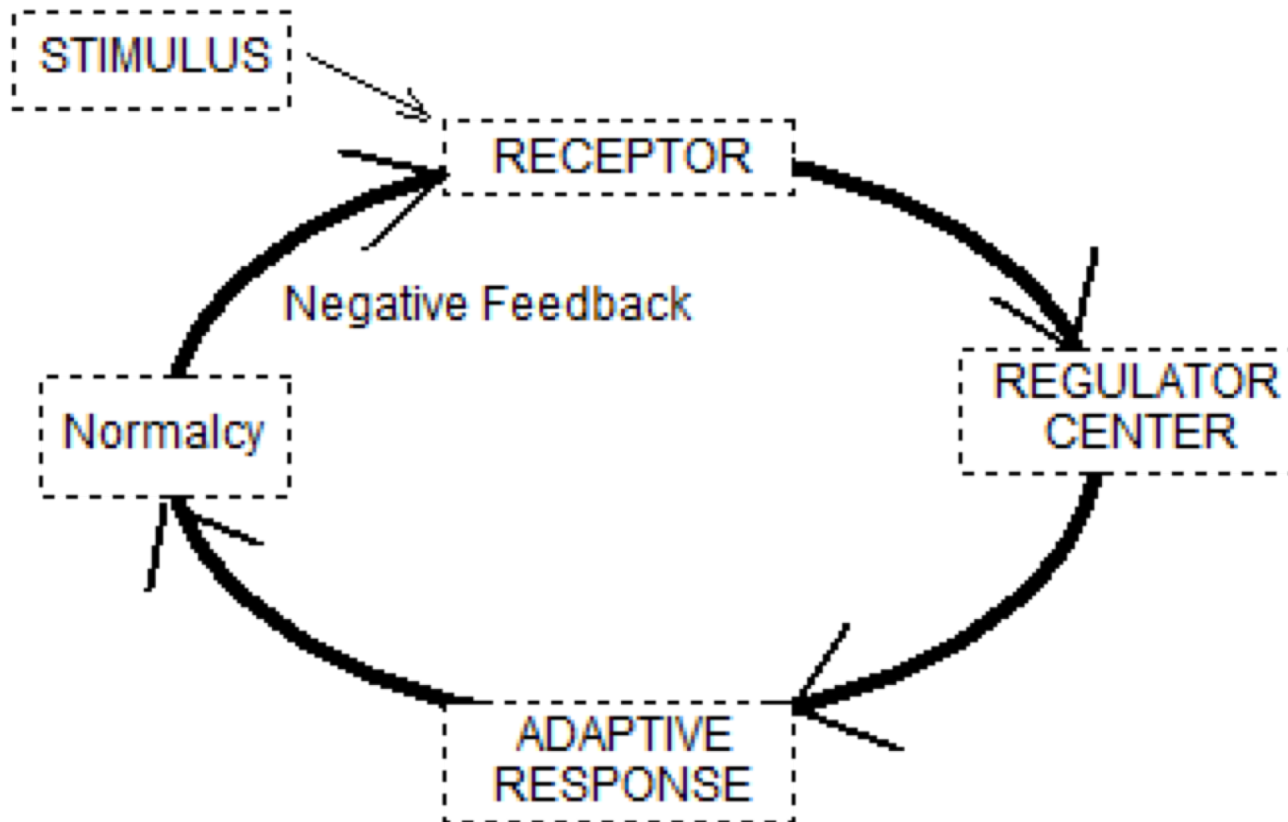 STIMULUS
RECEPTOR
Negative Feedback
REGULATOR
CENTER
Normalcy
ADAPTIVE
RESPONSE